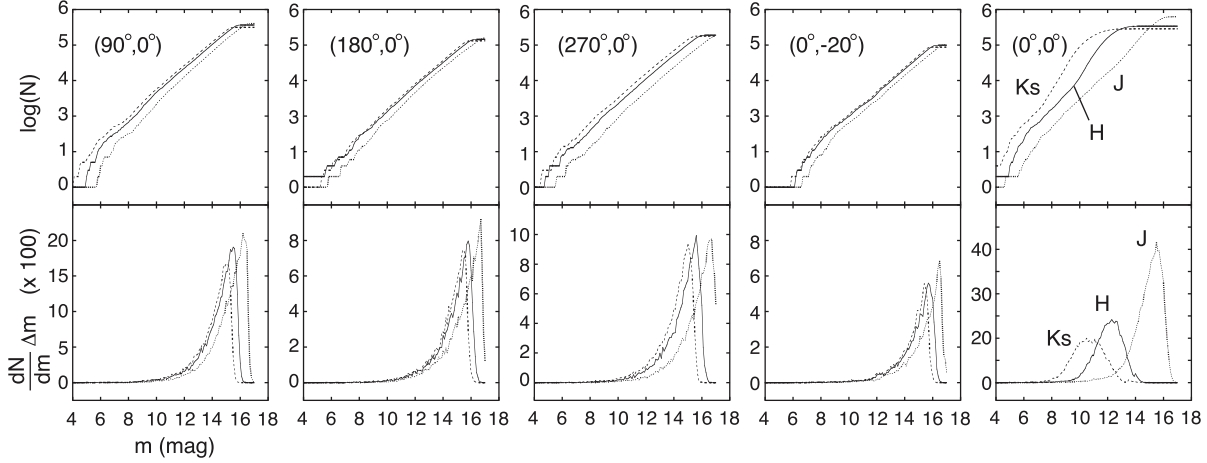 6 5 4 3 2 1 0
log(N)
(90°,0°) (180°,0°) (270°,0°) (0°,-20°) (0°,0°)
Ks J
H
20 15 10 5 0
8 6 4 2 0
10 8 6 4 2 0
8 6 4 2 0
40 30 20 10 0
dN/dm Δm (x 100)
J
H
Ks
4 6 8 10 12 14 16 18 4 6 8 10 12 14 16 18 4 6 8 10 12 14 16 18 4 6 8 10 12 14 16 18 4 6 8 10 12 14 16 18
m (mag)